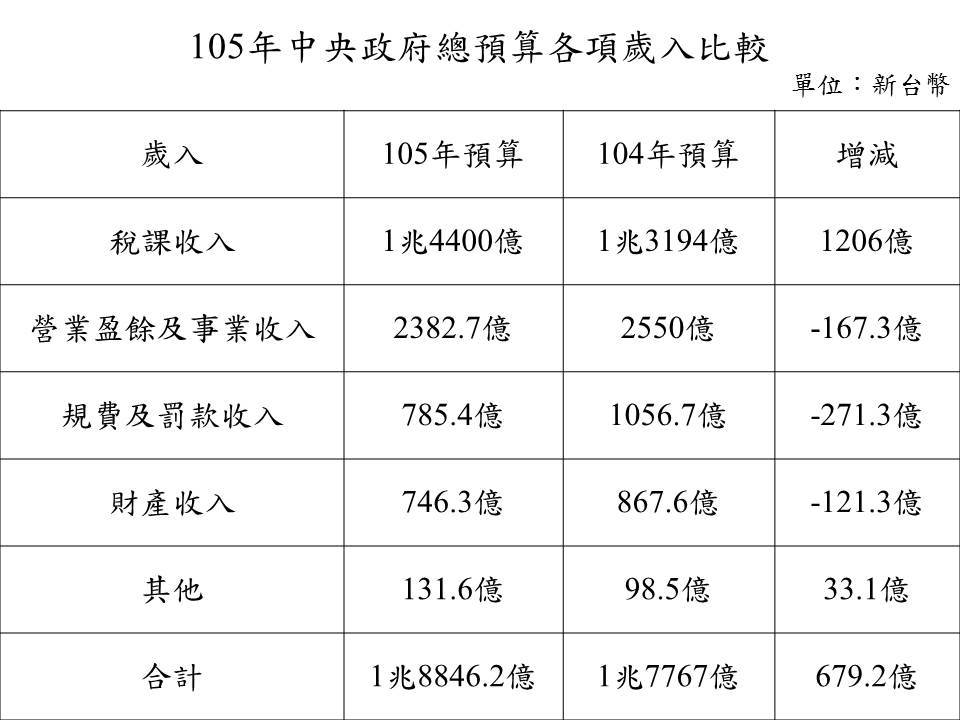 105年中央政府總預算各項歲入比較
單位：新台幣
歲入 105年預算 104年預算 增減
稅課收入 1兆4400億 1兆3194億 1206億
營業盈餘及事業收入 2382.7億 2550億 -167.3億
規費及罰款收入 785.4億 1056.7億 -271.3億
財產收入 746.3億 867.6億 -121.3億
其他 131.6億 98.5億 33.1億
合計 1兆8846.2億 1兆7767億 679.2億